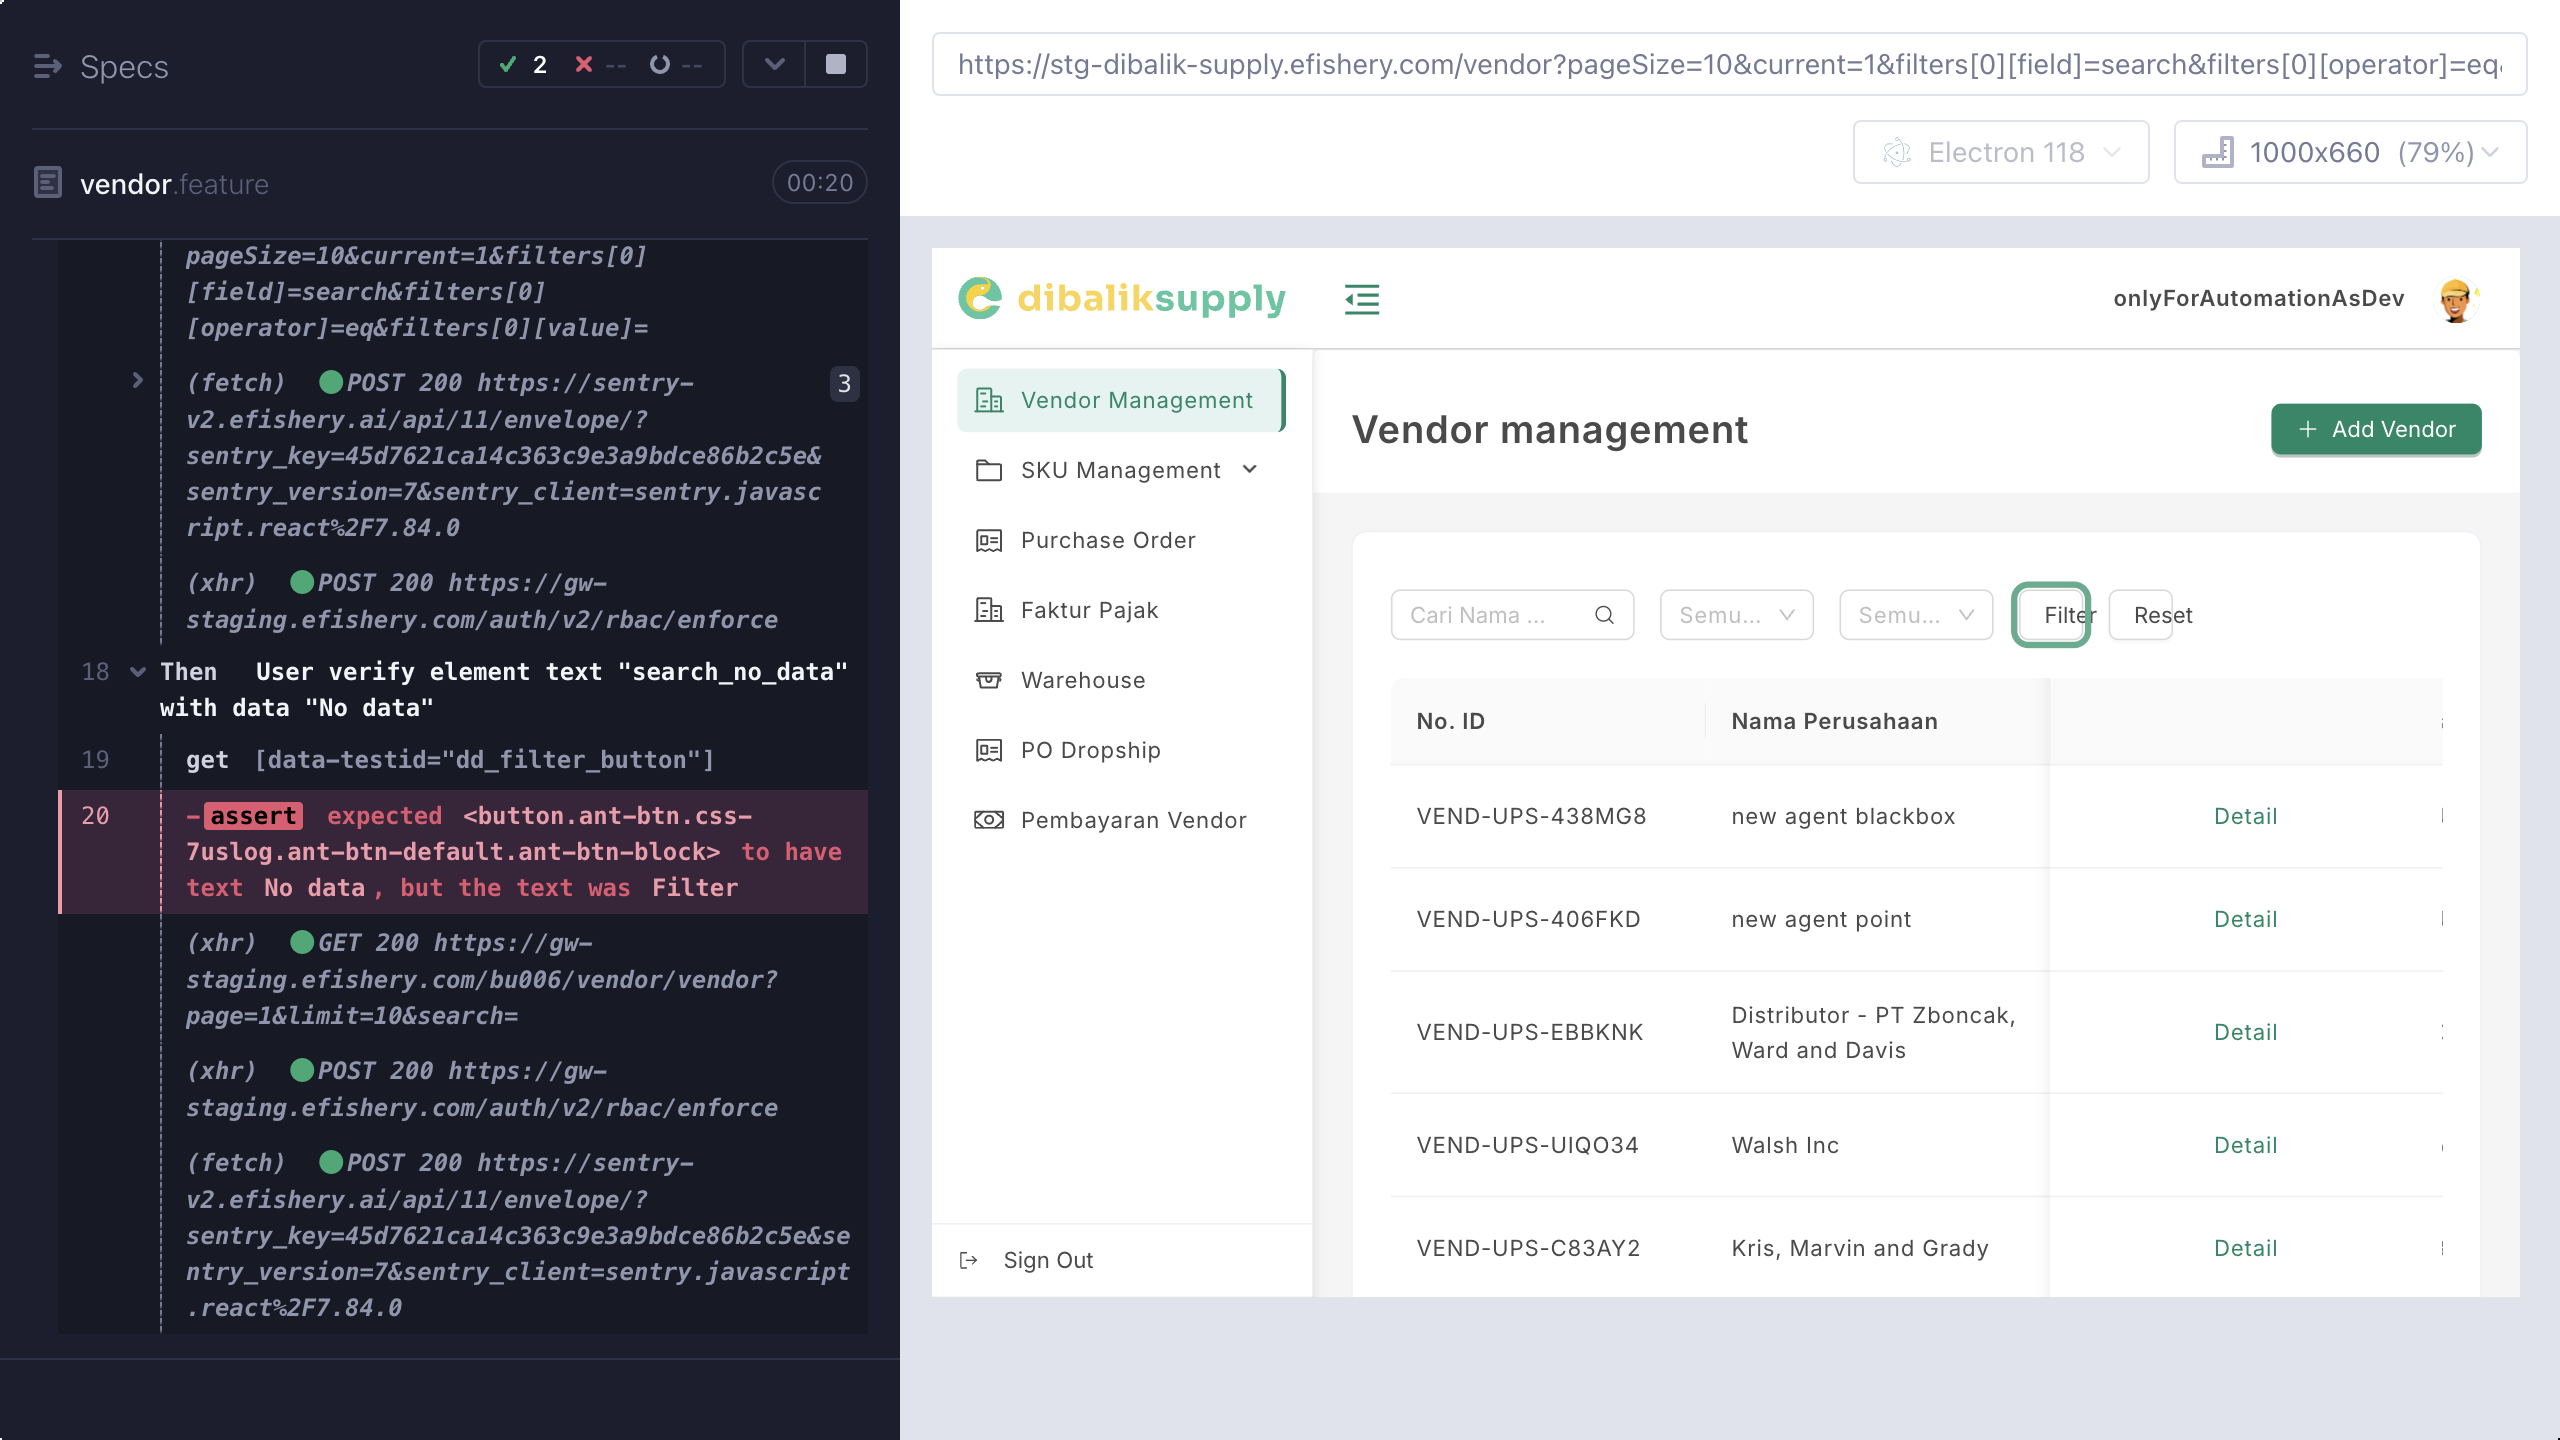 Specs
2 -- --
vendor.feature
00:20
pageSize=10&current=1&filters[0]
[field]=search&filters[0]
[operator]=eq&filters[0][value]=
(fetch) POST 200 https://sentry-
3
v2.efishery.ai/api/11/envelope/?
sentry_key=45d7621ca14c363c9e3a9bdce86b2c5e&
sentry_version=7&sentry_client=sentry.javasc
ript.react%2F7.84.0
(xhr) POST 200 https://gw-
staging.efishery.com/auth/v2/rbac/enforce
18 Then User verify element text "search_no_data"
with data "No data"
19 get [data-testid="dd_filter_button"]
20 -assert expected <button.ant-btn.css-
7uslog.ant-btn-default.ant-btn-block> to have
text No data, but the text was Filter
(xhr) GET 200 https://gw-
staging.efishery.com/bu006/vendor/vendor?
page=1&limit=10&search=
(xhr) POST 200 https://gw-
staging.efishery.com/auth/v2/rbac/enforce
(fetch) POST 200 https://sentry-
v2.efishery.ai/api/11/envelope/?
sentry_key=45d7621ca14c363c9e3a9bdce86b2c5e&se
ntry_version=7&sentry_client=sentry.javascript
.react%2F7.84.0
https://stg-dibalik-supply.efishery.com/vendor?pageSize=10&current=1&filters[0][field]=search&filters[0][operator]=eq&
Electron 118
1000x660 (79%)
dibaliksupply
onlyForAutomationAsDev
Vendor Management
SKU Management
Purchase Order
Faktur Pajak
Warehouse
PO Dropship
Pembayaran Vendor
Sign Out
Vendor management
+ Add Vendor
Cari Nama ...
Semu...
Semu...
Filter
Reset
No. ID Nama Perusahaan
VEND-UPS-438MG8 new agent blackbox Detail
VEND-UPS-406FKD new agent point Detail
VEND-UPS-EBBKNK Distributor - PT Zboncak,
Ward and Davis Detail
VEND-UPS-UIQO34 Walsh Inc Detail
VEND-UPS-C83AY2 Kris, Marvin and Grady Detail